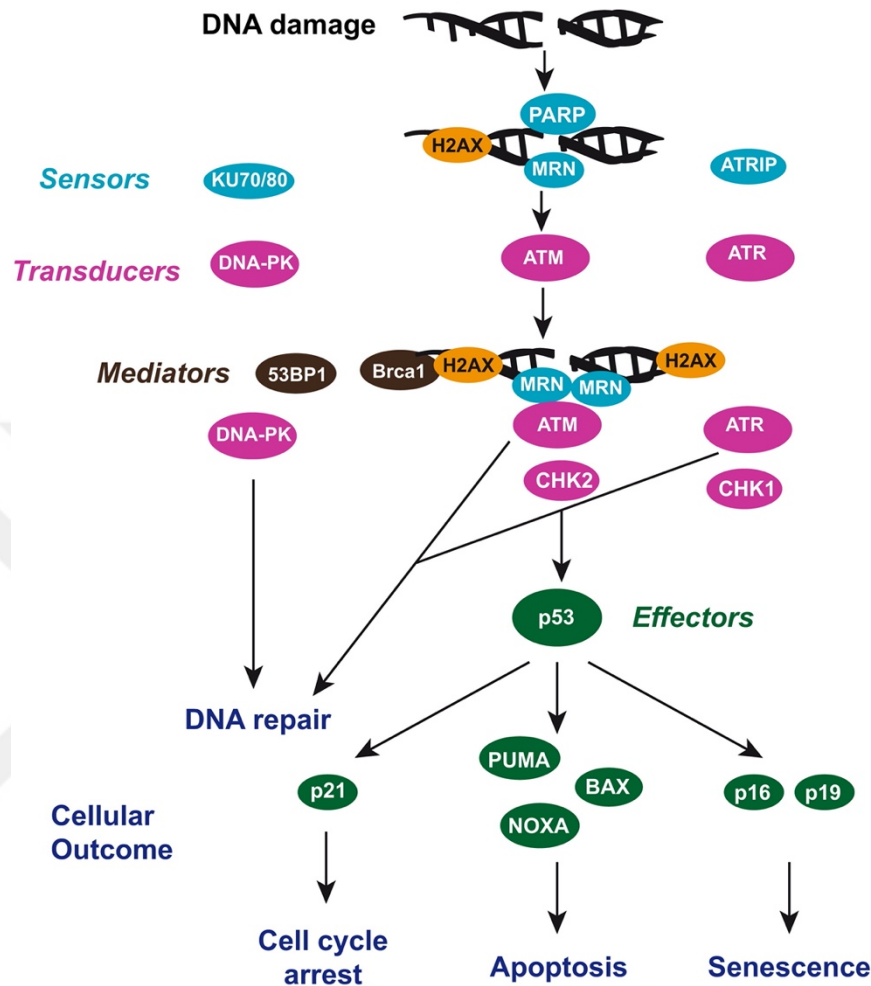 DNA damage
PARP
H2AX
MRN
Sensors
KU70/80
ATRIP
Transducers
DNA-PK
ATM
ATR
Mediators
53BP1
Brca1
H2AX
H2AX
MRN
MRN
DNA-PK
ATM
ATR
CHK2
CHK1
p53
Effectors
DNA repair
PUMA
BAX
p21
p16
p19
NOXA
Cellular
Outcome
Cell cycle
arrest
Apoptosis
Senescence